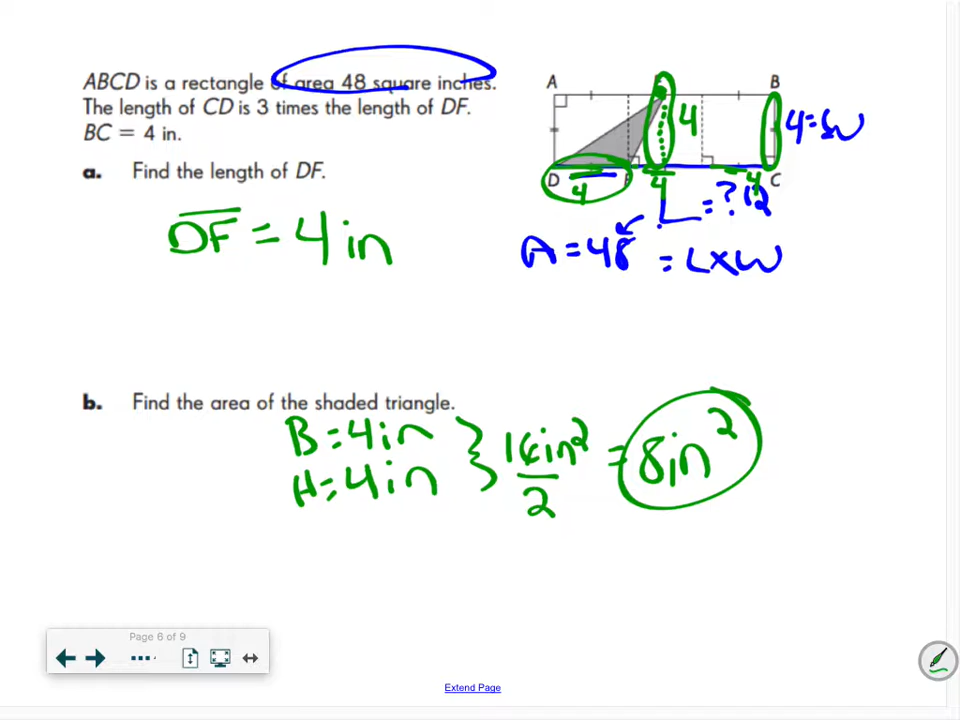 ABCD is a rectangle of area 48 square inches.
The length of CD is 3 times the length of DF.
BC = 4 in.
a. Find the length of DF.
DF = 4 in
A B
4 4 = W
D F C
4 4 4
L = ? 12
A = 48 = L x W
b. Find the area of the shaded triangle.
B = 4 in
H = 4 in
16 in² / 2 = 8 in²
Page 6 of 9
Extend Page